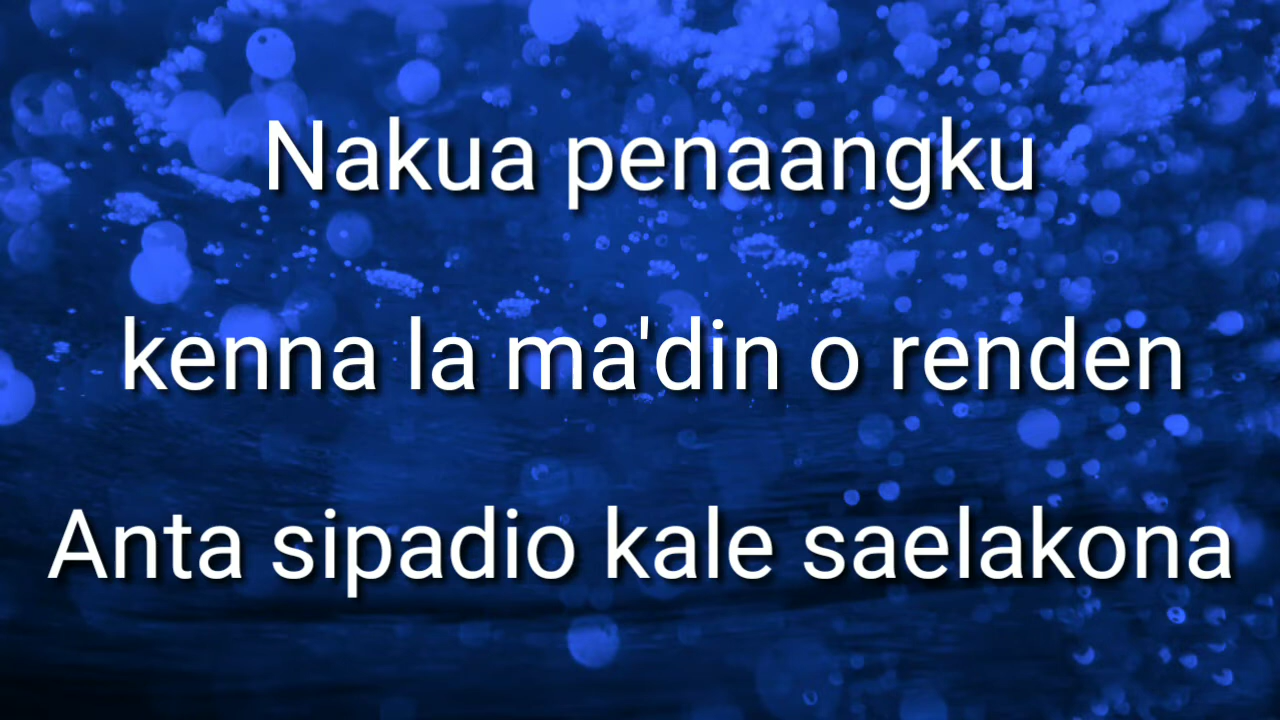 Nakua penaangku
kenna la ma'din o renden
Anta sipadio kale saelakona